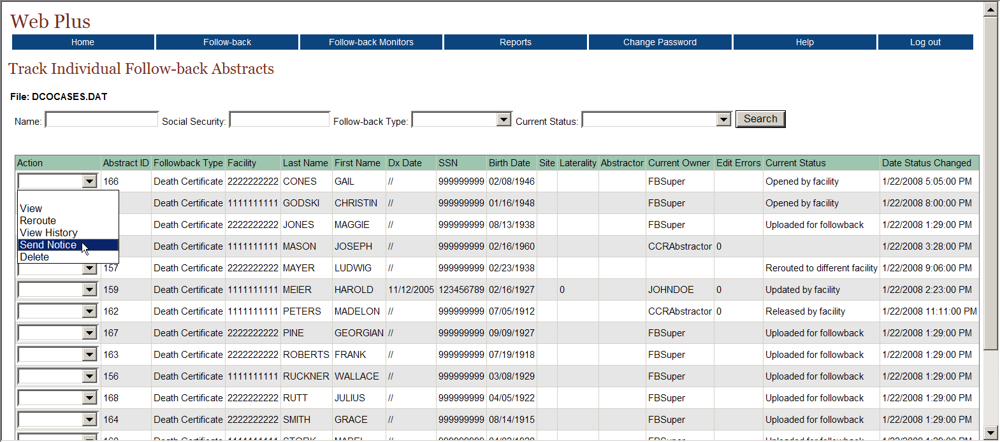 Web Plus
Home Follow-back Follow-back Monitors Reports Change Password Help Log out
Track Individual Follow-back Abstracts
File: DCOCASES.DAT
Name: Social Security: Follow-back Type: Current Status: Search
Action Abstract ID Followback Type Facility Last Name First Name Dx Date SSN Birth Date Site Laterality Abstractor Current Owner Edit Errors Current Status Date Status Changed
166 Death Certificate 2222222222 CONES GAIL // 999999999 02/08/1946 FBSuper Opened by facility 1/22/2008 5:05:00 PM
Death Certificate 1111111111 GODSKI CHRISTIN // 999999999 01/16/1948 FBSuper Opened by facility 1/22/2008 8:00:00 PM
View
Reroute
View History
Send Notice
Delete
Death Certificate 2222222222 JONES MAGGIE // 999999999 08/13/1938 FBSuper Uploaded for followback 1/22/2008 1:29:00 PM
Death Certificate 1111111111 MASON JOSEPH // 999999999 02/16/1960 CCRAbstractor 0 1/22/2008 3:28:00 PM
157 Death Certificate 2222222222 MAYER LUDWIG // 999999999 02/23/1938 Rerouted to different facility 1/22/2008 9:06:00 PM
159 Death Certificate 1111111111 MEIER HAROLD 11/12/2005 123456789 02/16/1927 0 JOHNDOE 0 Updated by facility 1/22/2008 2:23:00 PM
162 Death Certificate 1111111111 PETERS MADELON // 999999999 07/05/1912 CCRAbstractor 0 Released by facility 1/22/2008 11:11:00 PM
167 Death Certificate 2222222222 PINE GEORGIAN // 999999999 09/09/1927 FBSuper Uploaded for followback 1/22/2008 1:29:00 PM
163 Death Certificate 2222222222 ROBERTS FRANK // 999999999 07/19/1918 FBSuper Uploaded for followback 1/22/2008 1:29:00 PM
156 Death Certificate 1111111111 RUCKNER WALLACE // 999999999 03/08/1929 FBSuper Uploaded for followback 1/22/2008 1:29:00 PM
168 Death Certificate 2222222222 RUTT JULIUS // 999999999 04/05/1922 FBSuper Uploaded for followback 1/22/2008 1:29:00 PM
164 Death Certificate 2222222222 SMITH GRACE // 999999999 08/14/1915 FBSuper Uploaded for followback 1/22/2008 1:29:00 PM